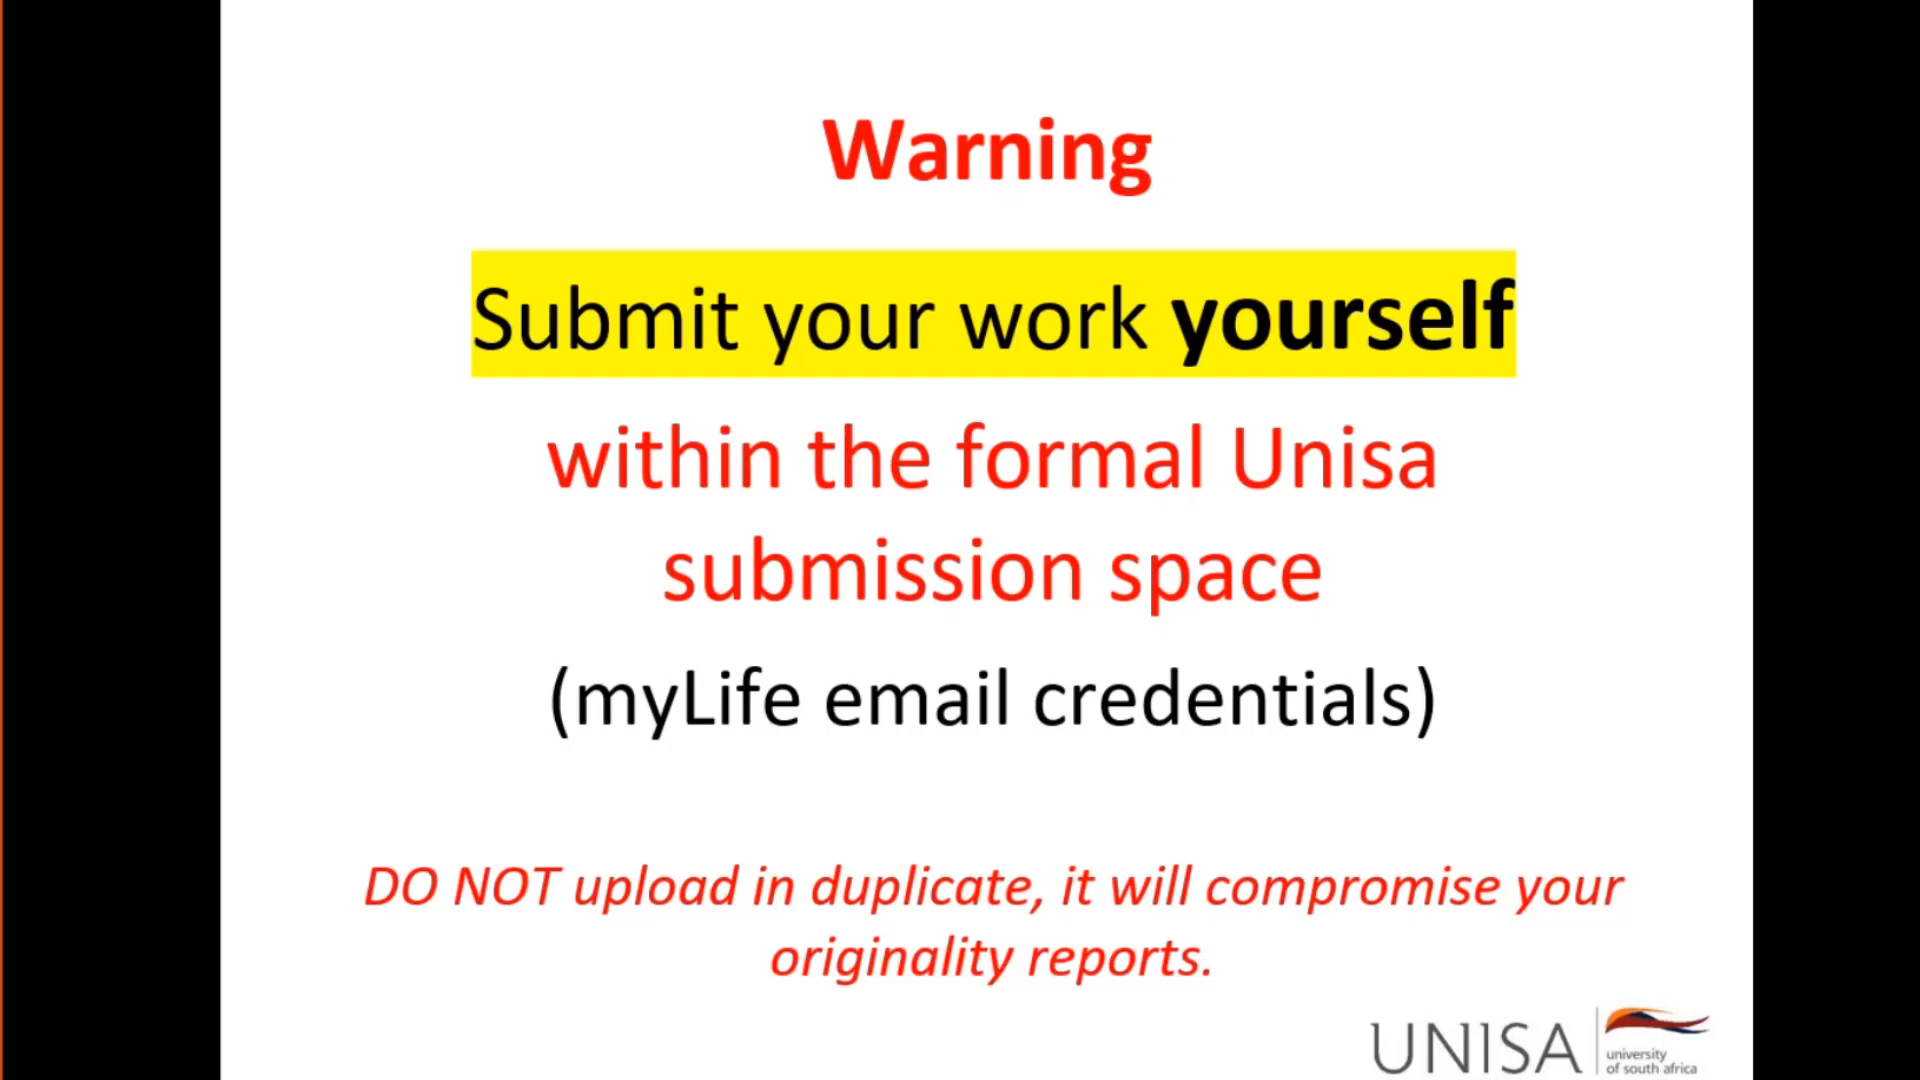 Warning
Submit your work yourself
within the formal Unisa
submission space
(myLife email credentials)
DO NOT upload in duplicate, it will compromise your
originality reports.
UNISA
university
of south africa